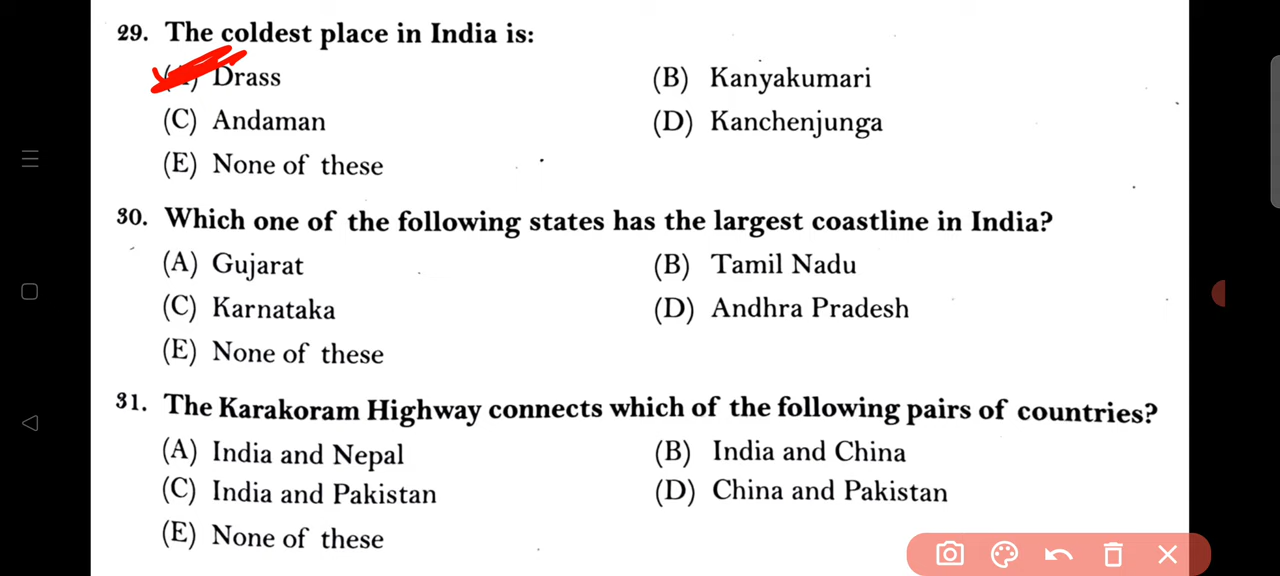 29. The coldest place in India is:
Drass
(B) Kanyakumari
(C) Andaman
(D) Kanchenjunga
(E) None of these
30. Which one of the following states has the largest coastline in India?
(A) Gujarat
(B) Tamil Nadu
(C) Karnataka
(D) Andhra Pradesh
(E) None of these
31. The Karakoram Highway connects which of the following pairs of countries?
(A) India and Nepal
(B) India and China
(C) India and Pakistan
(D) China and Pakistan
(E) None of these